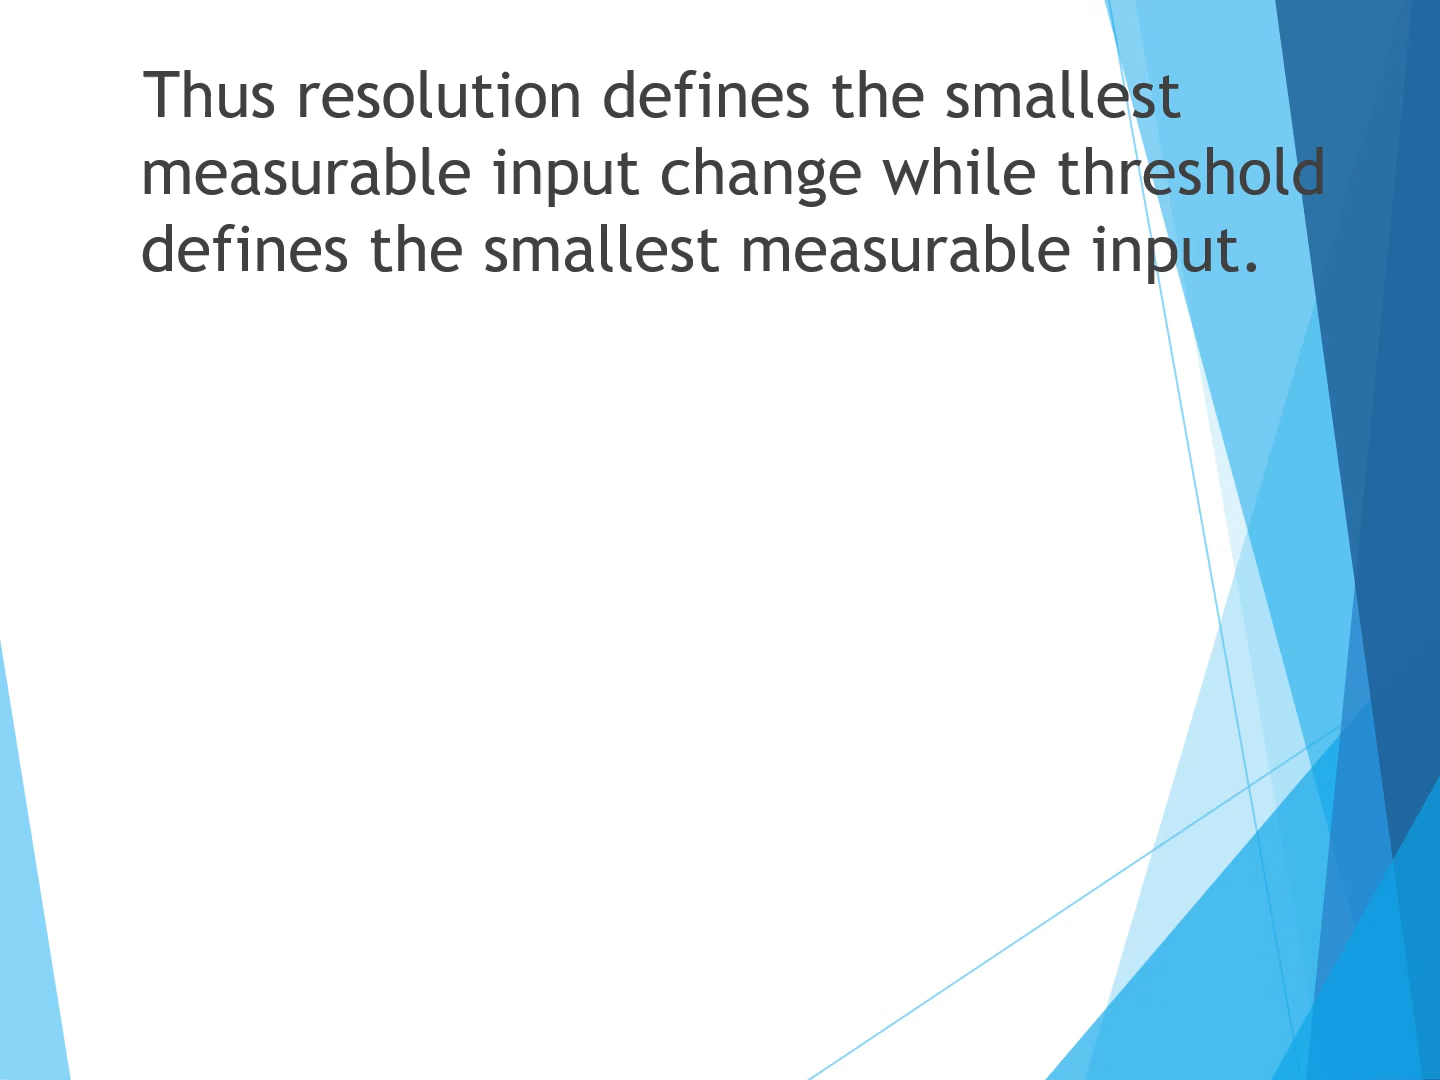 Thus resolution defines the smallest
measurable input change while threshold
defines the smallest measurable input.